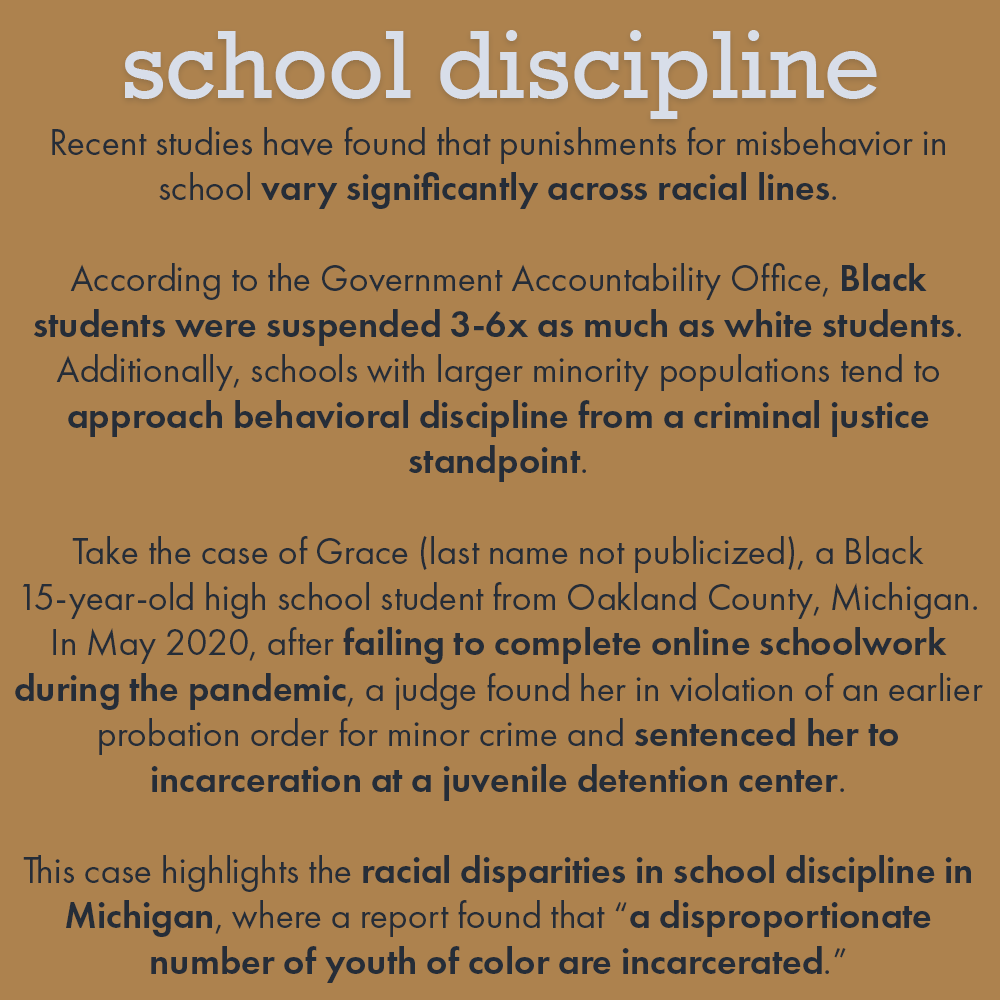 school discipline
Recent studies have found that punishments for misbehavior in
school vary significantly across racial lines.
According to the Government Accountability Office, Black
students were suspended 3-6x as much as white students.
Additionally, schools with larger minority populations tend to
approach behavioral discipline from a criminal justice
standpoint.
Take the case of Grace (last name not publicized), a Black
15-year-old high school student from Oakland County, Michigan.
In May 2020, after failing to complete online schoolwork
during the pandemic, a judge found her in violation of an earlier
probation order for minor crime and sentenced her to
incarceration at a juvenile detention center.
This case highlights the racial disparities in school discipline in
Michigan, where a report found that “a disproportionate
number of youth of color are incarcerated.”